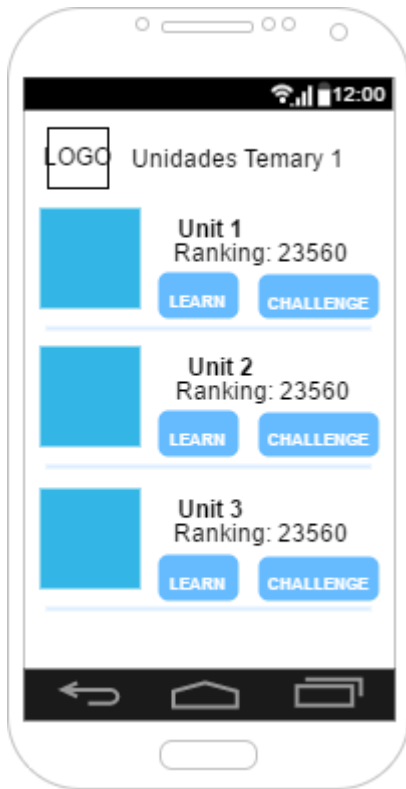 12:00
LOGO
Unidades Temary 1
Unit 1
Ranking: 23560
LEARN CHALLENGE
Unit 2
Ranking: 23560
LEARN CHALLENGE
Unit 3
Ranking: 23560
LEARN CHALLENGE